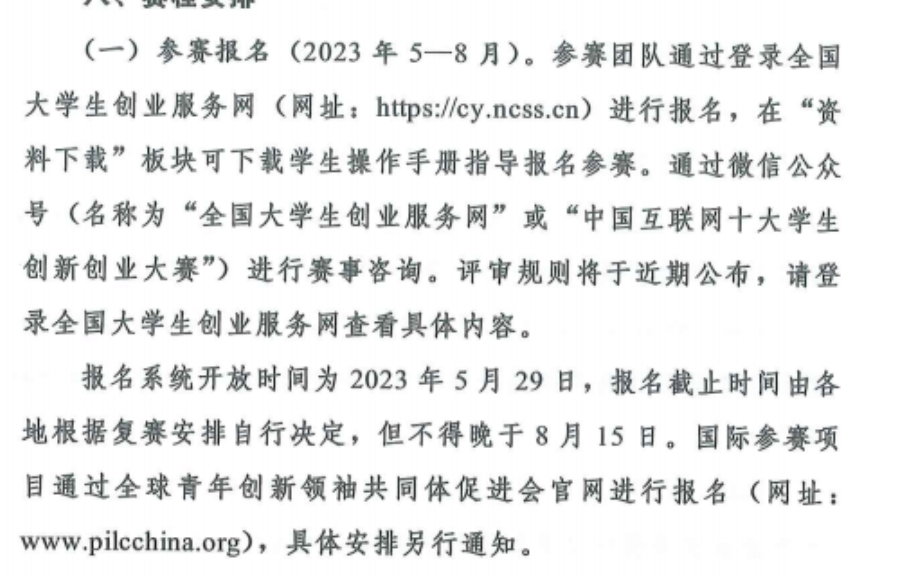 八、赛程安排
（一）参赛报名（2023 年 5—8 月）。参赛团队通过登录全国
大学生创业服务网（网址：https://cy.ncss.cn）进行报名，在“资
料下载”板块可下载学生操作手册指导报名参赛。通过微信公众
号（名称为“全国大学生创业服务网”或“中国互联网十大学生
创新创业大赛”）进行赛事咨询。评审规则将于近期公布，请登
录全国大学生创业服务网查看具体内容。
报名系统开放时间为 2023 年 5 月 29 日，报名截止时间由各
地根据复赛安排自行决定，但不得晚于 8 月 15 日。国际参赛项
目通过全球青年创新领袖共同体促进会官网进行报名（网址：
www.pilcchina.org），具体安排另行通知。